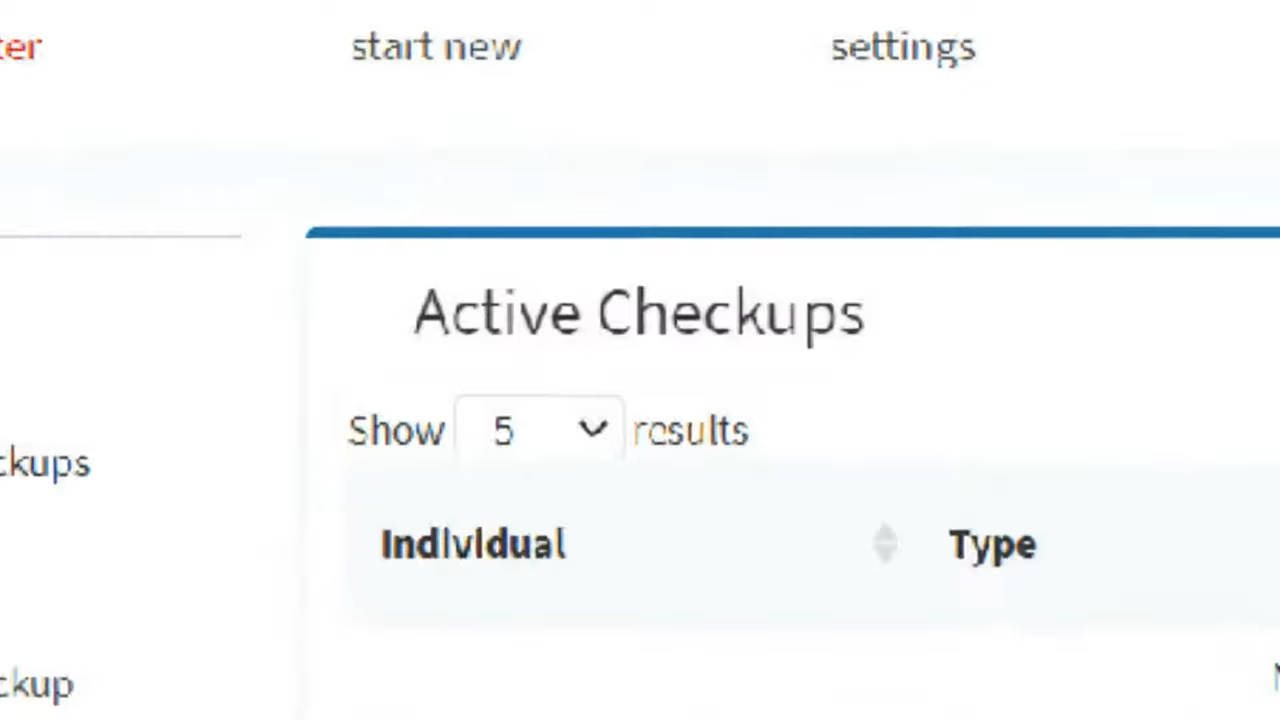 start new
settings
Active Checkups
Show 5 results
Individual
Type